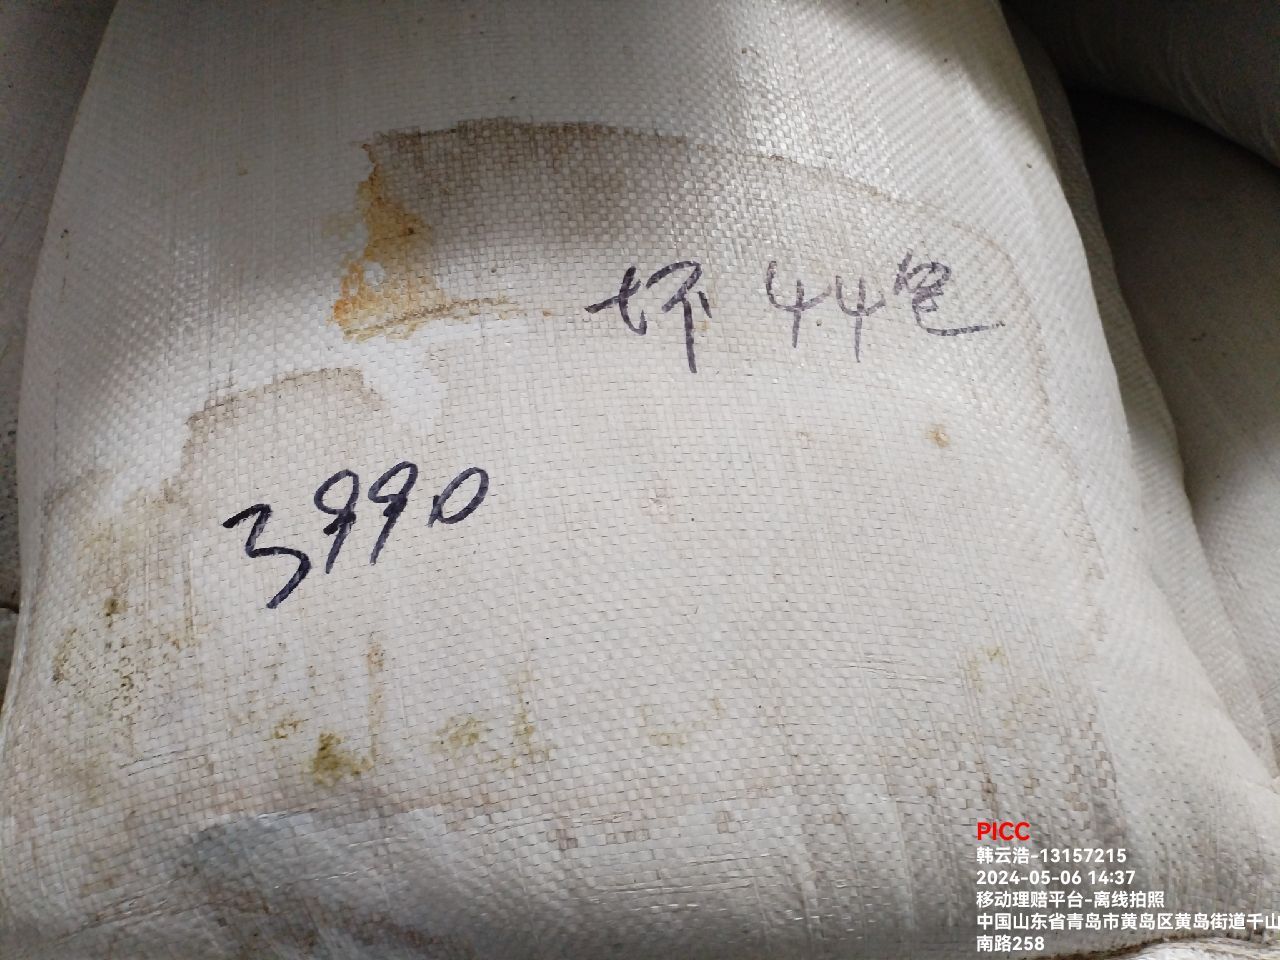 坏 44包
3990
PICC
韩云浩-13157215
2024-05-06 14:37
移动理赔平台-离线拍照
中国山东省青岛市黄岛区黄岛街道千山
南路258